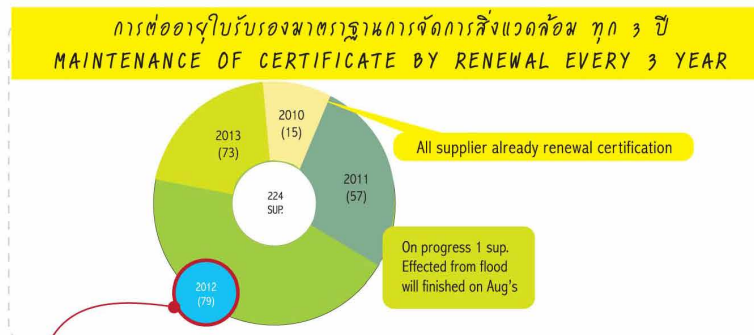 การต่ออายุใบรับรองมาตราฐานการจัดการสิ่งแวดล้อม ทุก 3 ปี
MAINTENANCE OF CERTIFICATE BY RENEWAL EVERY 3 YEAR
2010
(15)
2013
(73)
All supplier already renewal certification
2011
(57)
224
SUP.
On progress 1 sup.
Effected from flood
will finished on Aug's
2012
(79)